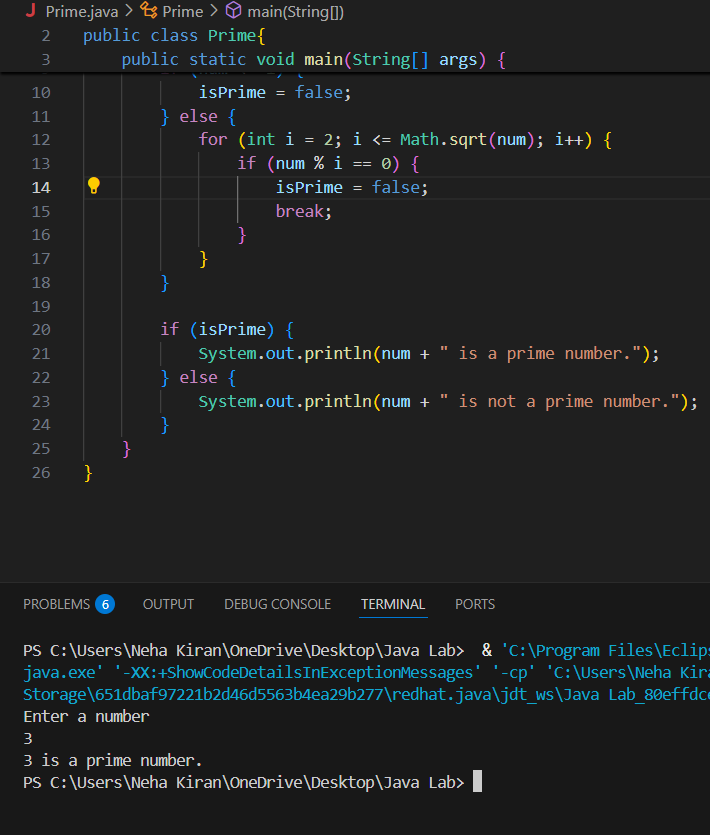 Prime.java > Prime > main(String[])
2 public class Prime{
3 public static void main(String[] args) {
10 isPrime = false;
11 } else {
12 for (int i = 2; i <= Math.sqrt(num); i++) {
13 if (num % i == 0) {
14 isPrime = false;
15 break;
16 }
17 }
18 }
19
20 if (isPrime) {
21 System.out.println(num + " is a prime number.");
22 } else {
23 System.out.println(num + " is not a prime number.");
24 }
25 }
26 }
PROBLEMS 6 OUTPUT DEBUG CONSOLE TERMINAL PORTS
PS C:\Users\Neha Kiran\OneDrive\Desktop\Java Lab> & 'C:\Program Files\Eclips
java.exe' '-XX:+ShowCodeDetailsInExceptionMessages' '-cp' 'C:\Users\Neha Kira
Storage\651dbaf97221b2d46d5563b4ea29b277\redhat.java\jdt_ws\Java Lab_80effdce
Enter a number
3
3 is a prime number.
PS C:\Users\Neha Kiran\OneDrive\Desktop\Java Lab>